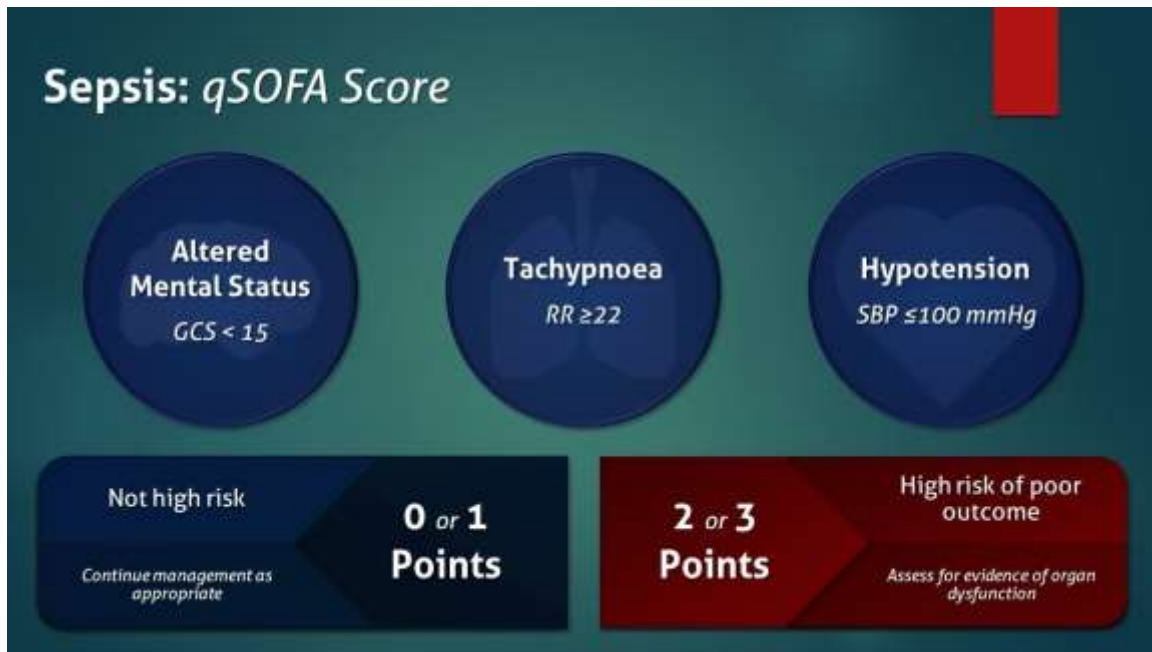 Sepsis: qSOFA Score
Altered
Mental Status
GCS < 15
Tachypnoea
RR ≥22
Hypotension
SBP ≤100 mmHg
Not high risk
Continue management as
appropriate
0 or 1
Points
2 or 3
Points
High risk of poor
outcome
Assess for evidence of organ
dysfunction